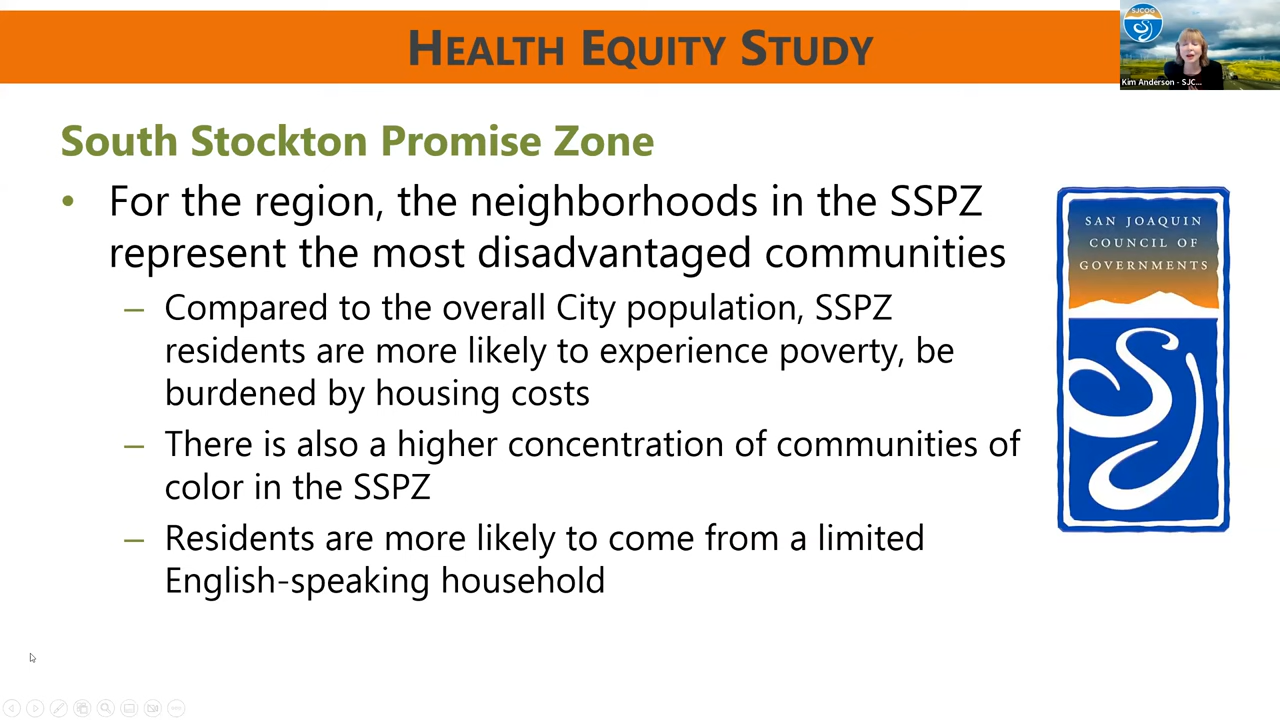 HEALTH EQUITY STUDY
SJCOG
Kim Anderson - SJC...
South Stockton Promise Zone
• For the region, the neighborhoods in the SSPZ
represent the most disadvantaged communities
– Compared to the overall City population, SSPZ
residents are more likely to experience poverty, be
burdened by housing costs
– There is also a higher concentration of communities of
color in the SSPZ
– Residents are more likely to come from a limited
English-speaking household
SAN JOAQUIN
COUNCIL OF
GOVERNMENTS
SJ